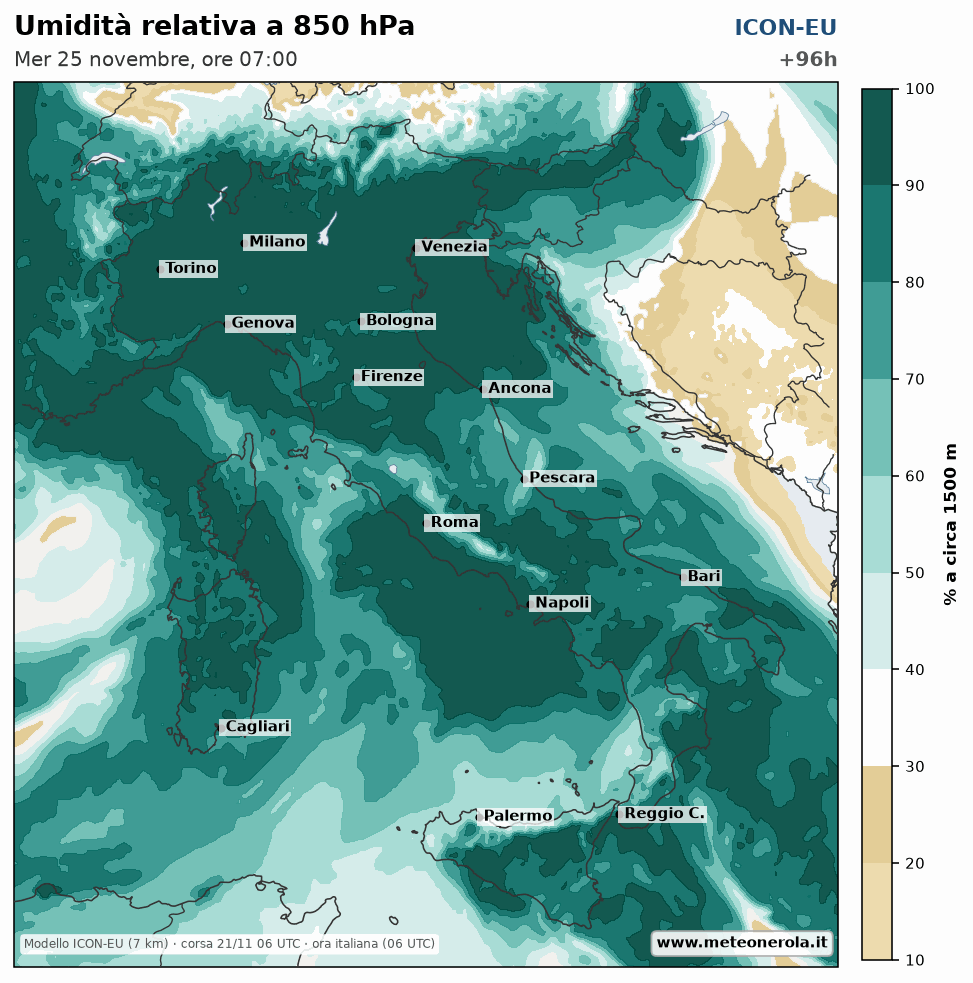 Umidità relativa a 850 hPa
ICON-EU
Mer 25 novembre, ore 07:00
+96h
Milano
Venezia
Torino
Genova
Bologna
Firenze
Ancona
Pescara
Roma
Bari
Napoli
Cagliari
Palermo
Reggio C.
100
90
80
70
60
50
40
30
20
10
% a circa 1500 m
Modello ICON-EU (7 km) · corsa 21/11 06 UTC · ora italiana (06 UTC)
www.meteonerola.it